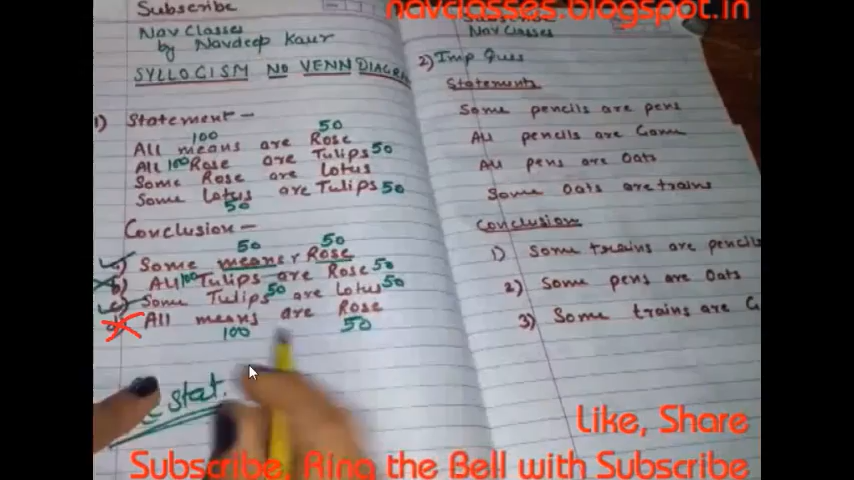 Subscribe
Nav Classes
by Navdeep Kaur
SYLLOCISM NO VENN DIAGRA
1) Statement -
100 50
All means are Rose
All 100 Rose are Tulips 50
Some Rose are Lotus
Some Lotus are Tulips 50
50
Conclusion -
50 50
a) Some means r Rose
b) All 100 Tulips are Rose 50
c) Some Tulips 50 are Lotus 50
d) All means are Rose
100 50
stat.
navclasses.blogspot.in
Nav Classes
2) Imp Ques
Statements
Some pencils are pens
All pencils are Game
All pens are Oats
Some Oats are trains
Conclusion
1) Some trains are pencils
2) Some pens are Oats
3) Some trains are G
Like, Share
Subscribe, Ring the Bell with Subscribe